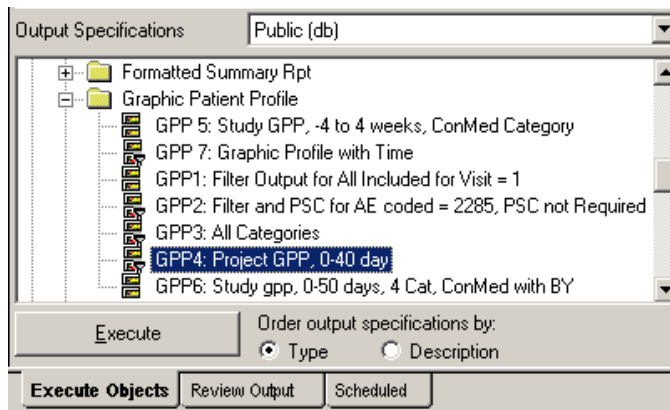 Output Specifications Public (db)
Formatted Summary Rpt
Graphic Patient Profile
GPP 5: Study GPP, -4 to 4 weeks, ConMed Category
GPP 7: Graphic Profile with Time
GPP1: Filter Output for All Included for Visit = 1
GPP2: Filter and PSC for AE coded = 2285, PSC not Required
GPP3: All Categories
GPP4: Project GPP, 0-40 day
GPP6: Study gpp, 0-50 days, 4 Cat, ConMed with BY
Execute
Order output specifications by:
Type Description
Execute Objects Review Output Scheduled